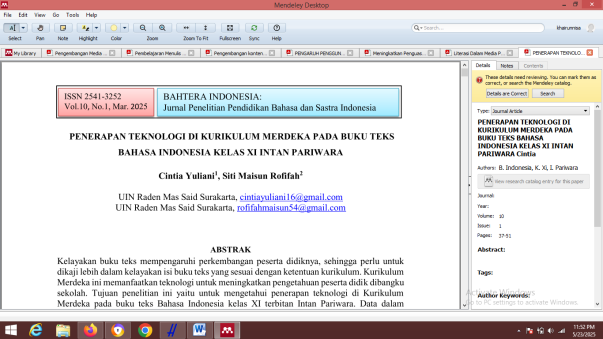 Mendeley Desktop
File Edit View Go Tools Help
Search...
khairunnisa
Select Pan Note Highlight Color Zoom Zoom To Fit Fullscreen Sync Help
My Library
Pengembangan Media ...
Pembelajaran Menulis ...
Pengembangan konten...
PENGARUH PENGGUN...
Meningkatkan Penguas...
Literasi Dalam Media P...
PENERAPAN TEKNOLO...
ISSN 2541-3252
Vol.10, No.1, Mar. 2025
BAHTERA INDONESIA:
Jurnal Penelitian Pendidikan Bahasa dan Sastra Indonesia
PENERAPAN TEKNOLOGI DI KURIKULUM MERDEKA PADA BUKU TEKS
BAHASA INDONESIA KELAS XI INTAN PARIWARA
Cintia Yuliani1, Siti Maisun Rofifah2
UIN Raden Mas Said Surakarta, cintiayuliani16@gmail.com
UIN Raden Mas Said Surakarta, rofifahmaisun54@gmail.com
ABSTRAK
Kelayakan buku teks mempengaruhi perkembangan peserta didiknya, sehingga perlu untuk
dikaji lebih dalam kelayakan isi buku teks yang sesuai dengan ketentuan kurikulum. Kurikulum
Merdeka ini memanfaatkan teknologi untuk meningkatkan pengetahuan peserta didik dibangku
sekolah. Tujuan penelitian ini yaitu untuk mengetahui penerapan teknologi di Kurikulum
Merdeka pada buku teks Bahasa Indonesia kelas XI terbitan Intan Pariwara. Data dalam
Details Notes Contents
These details need reviewing. You can mark them as
correct, or search the Mendeley catalog.
Details are Correct
Search
Type: Journal Article
PENERAPAN TEKNOLOGI DI
KURIKULUM MERDEKA PADA
BUKU TEKS BAHASA
INDONESIA KELAS XI INTAN
PARIWARA Cintia
Authors: B. Indonesia, K. Xi, I. Pariwara
View research catalog entry for this paper
Journal:
Year:
Volume: 10
Issue: 1
Pages: 37-51
Abstract:
Tags:
Author Keywords:
Activate Windows
Go to PC settings to activate Windows.
11:52 PM
5/23/2025